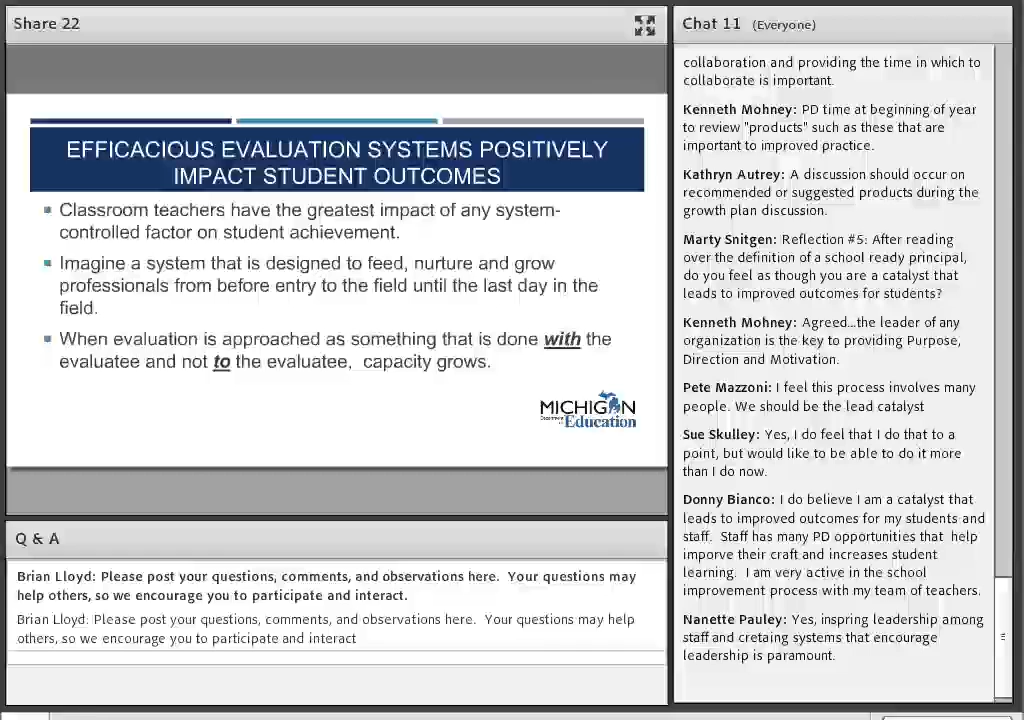 Share 22
EFFICACIOUS EVALUATION SYSTEMS POSITIVELY
IMPACT STUDENT OUTCOMES
Classroom teachers have the greatest impact of any system-
controlled factor on student achievement.
Imagine a system that is designed to feed, nurture and grow
professionals from before entry to the field until the last day in the
field.
When evaluation is approached as something that is done with the
evaluatee and not to the evaluatee, capacity grows.
MICHIGAN
Department of Education
Q & A
Brian Lloyd: Please post your questions, comments, and observations here. Your questions may
help others, so we encourage you to participate and interact.
Brian Lloyd: Please post your questions, comments, and observations here. Your questions may help
others, so we encourage you to participate and interact
Chat 11 (Everyone)
collaboration and providing the time in which to
collaborate is important.
Kenneth Mohney: PD time at beginning of year
to review "products" such as these that are
important to improved practice.
Kathryn Autrey: A discussion should occur on
recommended or suggested products during the
growth plan discussion.
Marty Snitgen: Reflection #5: After reading
over the definition of a school ready principal,
do you feel as though you are a catalyst that
leads to improved outcomes for students?
Kenneth Mohney: Agreed...the leader of any
organization is the key to providing Purpose,
Direction and Motivation.
Pete Mazzoni: I feel this process involves many
people. We should be the lead catalyst
Sue Skulley: Yes, I do feel that I do that to a
point, but would like to be able to do it more
than I do now.
Donny Bianco: I do believe I am a catalyst that
leads to improved outcomes for my students and
staff. Staff has many PD opportunities that help
imporve their craft and increases student
learning. I am very active in the school
improvement process with my team of teachers.
Nanette Pauley: Yes, inspring leadership among
staff and cretaing systems that encourage
leadership is paramount.